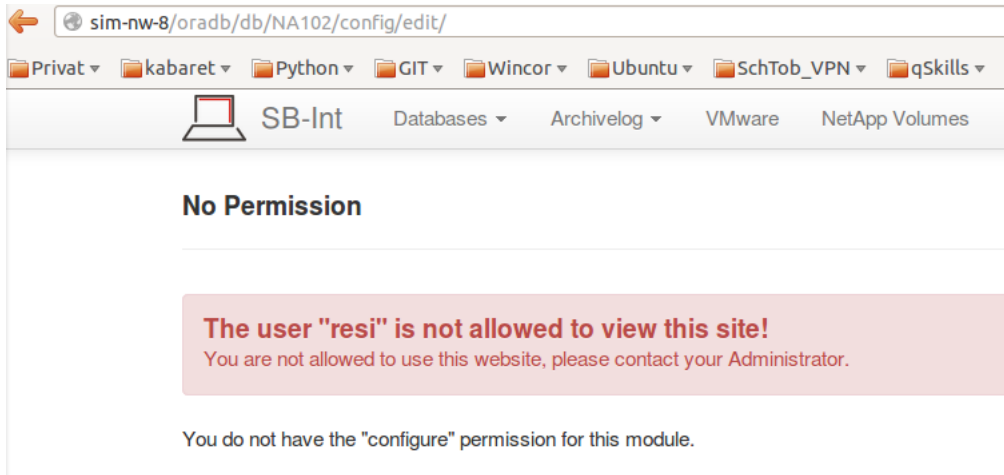 sim-nw-8/oradb/db/NA102/config/edit/
Privat kabaret Python GIT Wincor Ubuntu SchTob_VPN qSkills
SB-Int Databases Archivelog VMware NetApp Volumes
No Permission
The user "resi" is not allowed to view this site!
You are not allowed to use this website, please contact your Administrator.
You do not have the "configure" permission for this module.